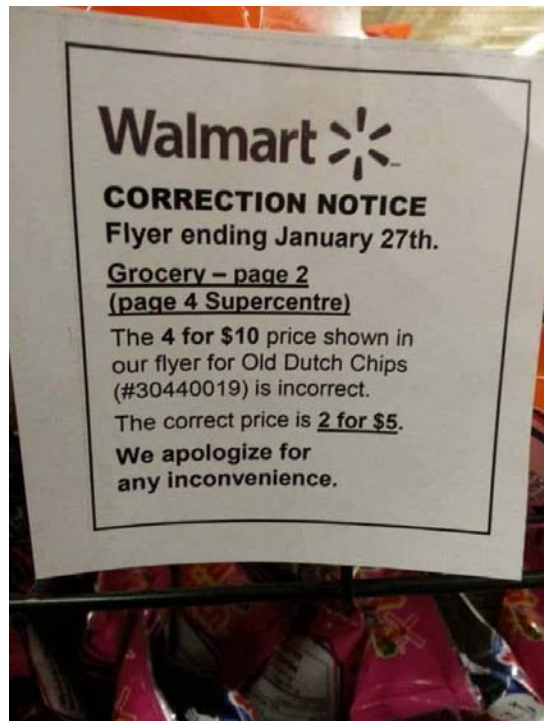 Walmart
CORRECTION NOTICE
Flyer ending January 27th.
Grocery – page 2
(page 4 Supercentre)
The 4 for $10 price shown in
our flyer for Old Dutch Chips
(#30440019) is incorrect.
The correct price is 2 for $5.
We apologize for
any inconvenience.